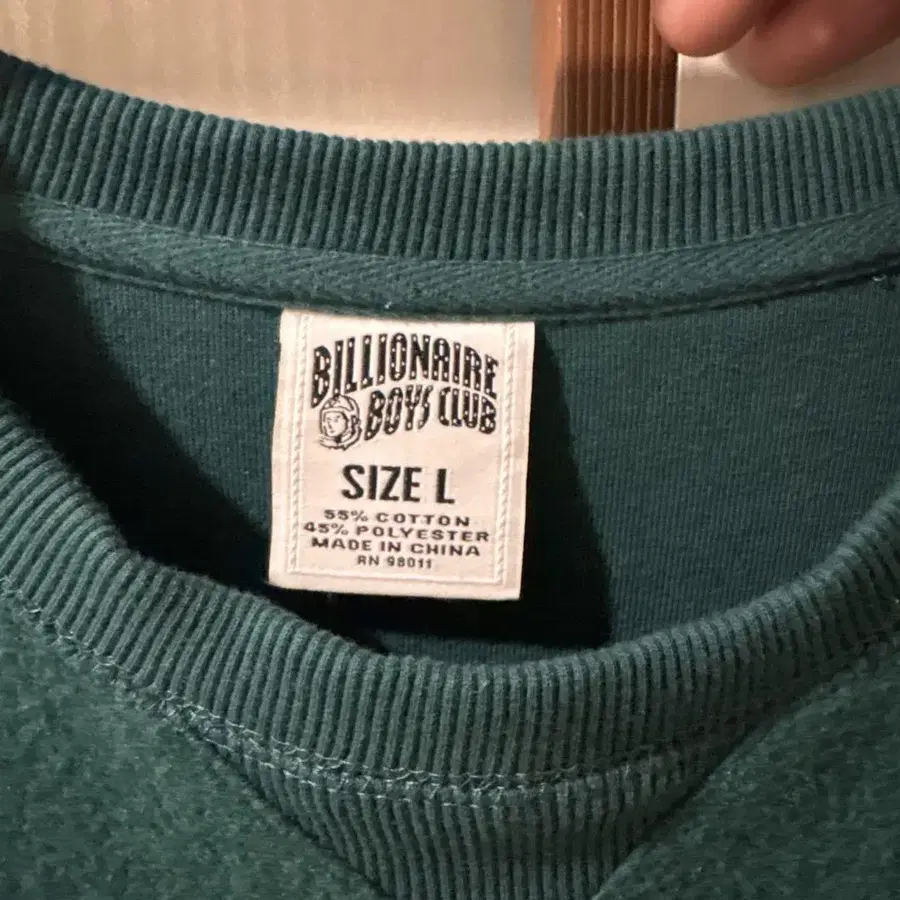 BILLIONAIRE
BOYS CLUB
SIZE L
55% COTTON
45% POLYESTER
MADE IN CHINA
RN 98011